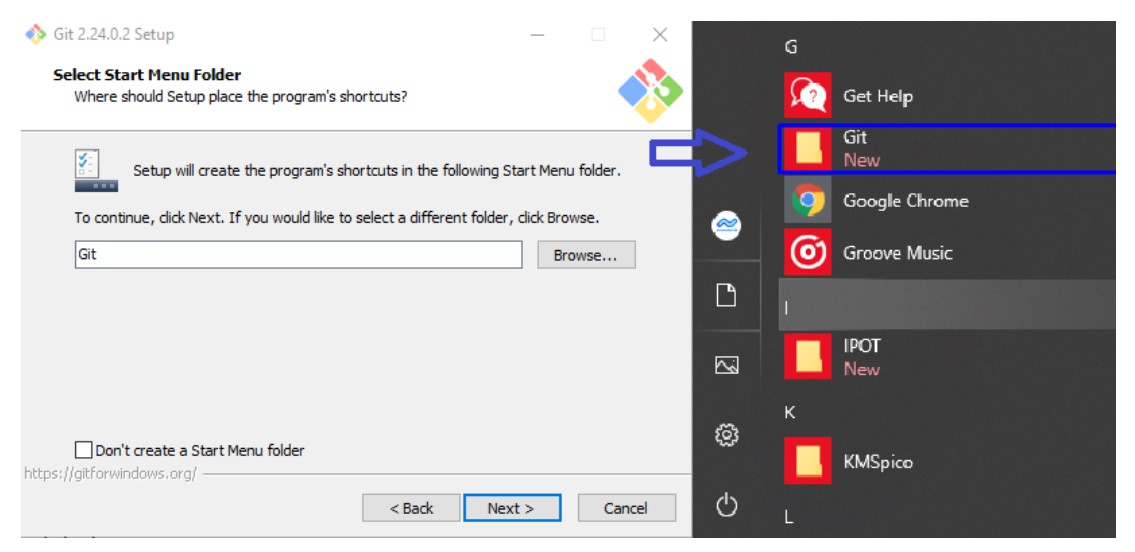 Git 2.24.0.2 Setup
Select Start Menu Folder
Where should Setup place the program's shortcuts?
Setup will create the program's shortcuts in the following Start Menu folder.
To continue, click Next. If you would like to select a different folder, click Browse.
Git
Browse...
Don't create a Start Menu folder
https://gitforwindows.org/
< Back
Next >
Cancel
G
Get Help
Git
New
Google Chrome
Groove Music
I
IPOT
New
K
KMSpico
L